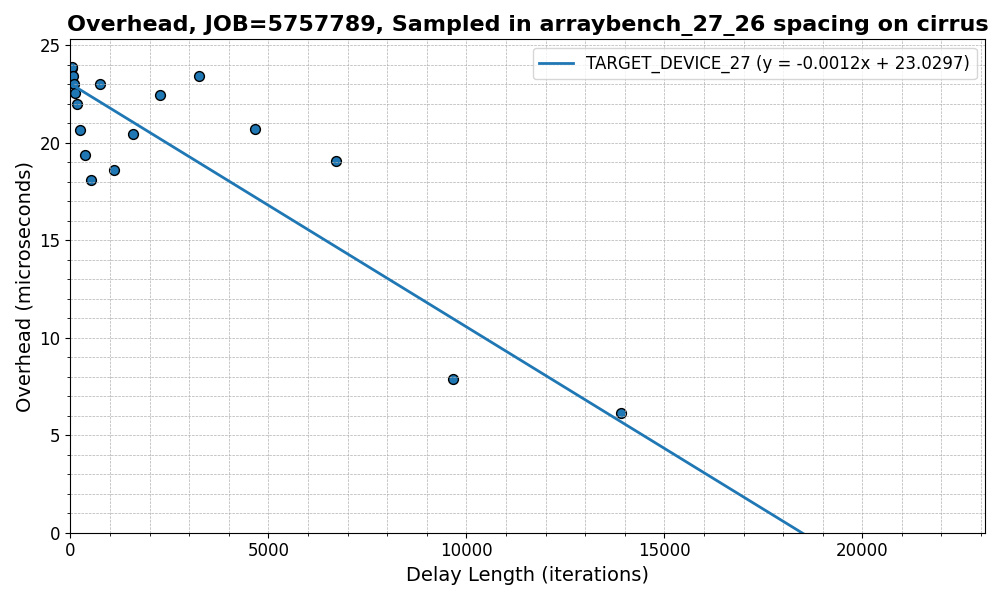 Overhead, JOB=5757789, Sampled in arraybench_27_26 spacing on cirrus
TARGET_DEVICE_27 (y = -0.0012x + 23.0297)
Overhead (microseconds)
25
20
15
10
5
0
0 5000 10000 15000 20000
Delay Length (iterations)